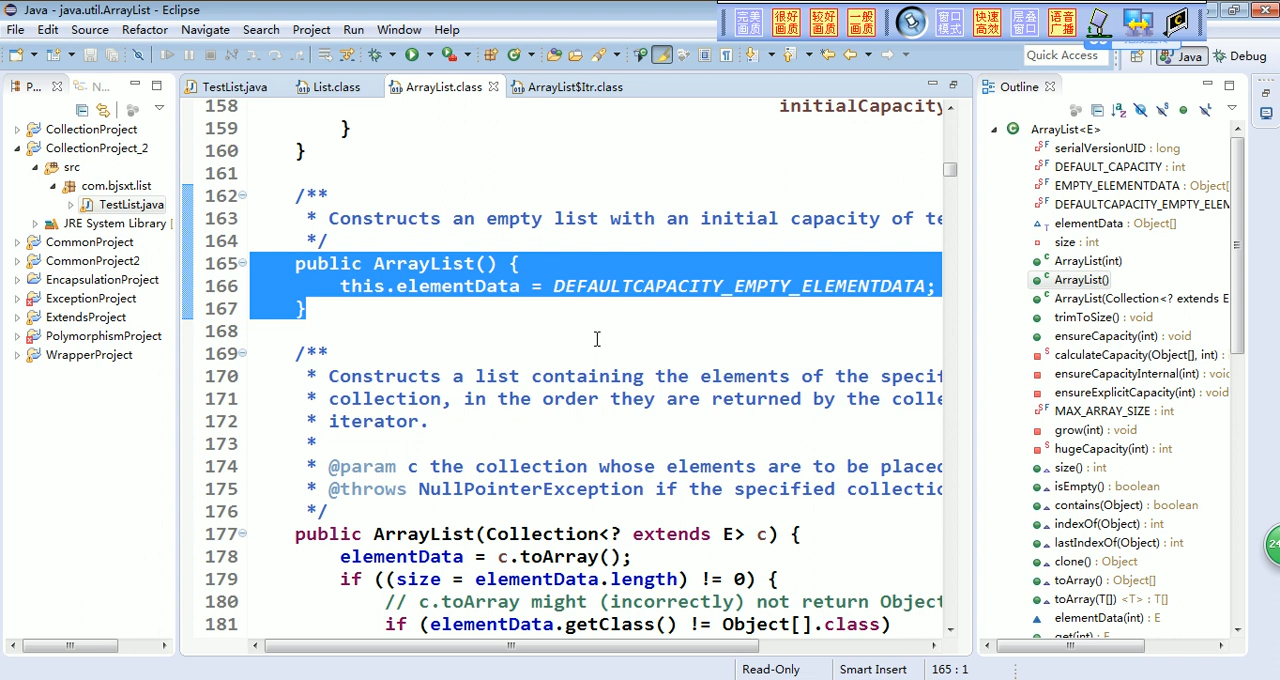 Java - java.util.ArrayList - Eclipse
完美画质 很好画质 较好画质 一般画质 窗口模式 快速高效 层叠窗口 语音广播
File Edit Source Refactor Navigate Search Project Run Window Help
Quick Access Java Debug
P... N...
TestList.java List.class ArrayList.class ArrayList$Itr.class
Outline
CollectionProject
CollectionProject_2
src
com.bjsxt.list
TestList.java
JRE System Library [
CommonProject
CommonProject2
EncapsulationProject
ExceptionProject
ExtendsProject
PolymorphismProject
WrapperProject
158 initialCapacity
159 }
160 }
161
162 /**
163 * Constructs an empty list with an initial capacity of te
164 */
165 public ArrayList() {
166 this.elementData = DEFAULTCAPACITY_EMPTY_ELEMENTDATA;
167 }
168
169 /**
170 * Constructs a list containing the elements of the specif
171 * collection, in the order they are returned by the colle
172 * iterator.
173 *
174 * @param c the collection whose elements are to be placed
175 * @throws NullPointerException if the specified collectio
176 */
177 public ArrayList(Collection<? extends E> c) {
178 elementData = c.toArray();
179 if ((size = elementData.length) != 0) {
180 // c.toArray might (incorrectly) not return Object
181 if (elementData.getClass() != Object[].class)
ArrayList<E>
serialVersionUID : long
DEFAULT_CAPACITY : int
EMPTY_ELEMENTDATA : Object[
DEFAULTCAPACITY_EMPTY_ELEM
elementData : Object[]
size : int
ArrayList(int)
ArrayList()
ArrayList(Collection<? extends E
trimToSize() : void
ensureCapacity(int) : void
calculateCapacity(Object[], int) :
ensureCapacityInternal(int) : voic
ensureExplicitCapacity(int) : void
MAX_ARRAY_SIZE : int
grow(int) : void
hugeCapacity(int) : int
size() : int
isEmpty() : boolean
contains(Object) : boolean
indexOf(Object) : int
lastIndexOf(Object) : int
clone() : Object
toArray() : Object[]
toArray(T[]) <T> : T[]
elementData(int) : E
get(int) : E
24
Read-Only Smart Insert 165 : 1